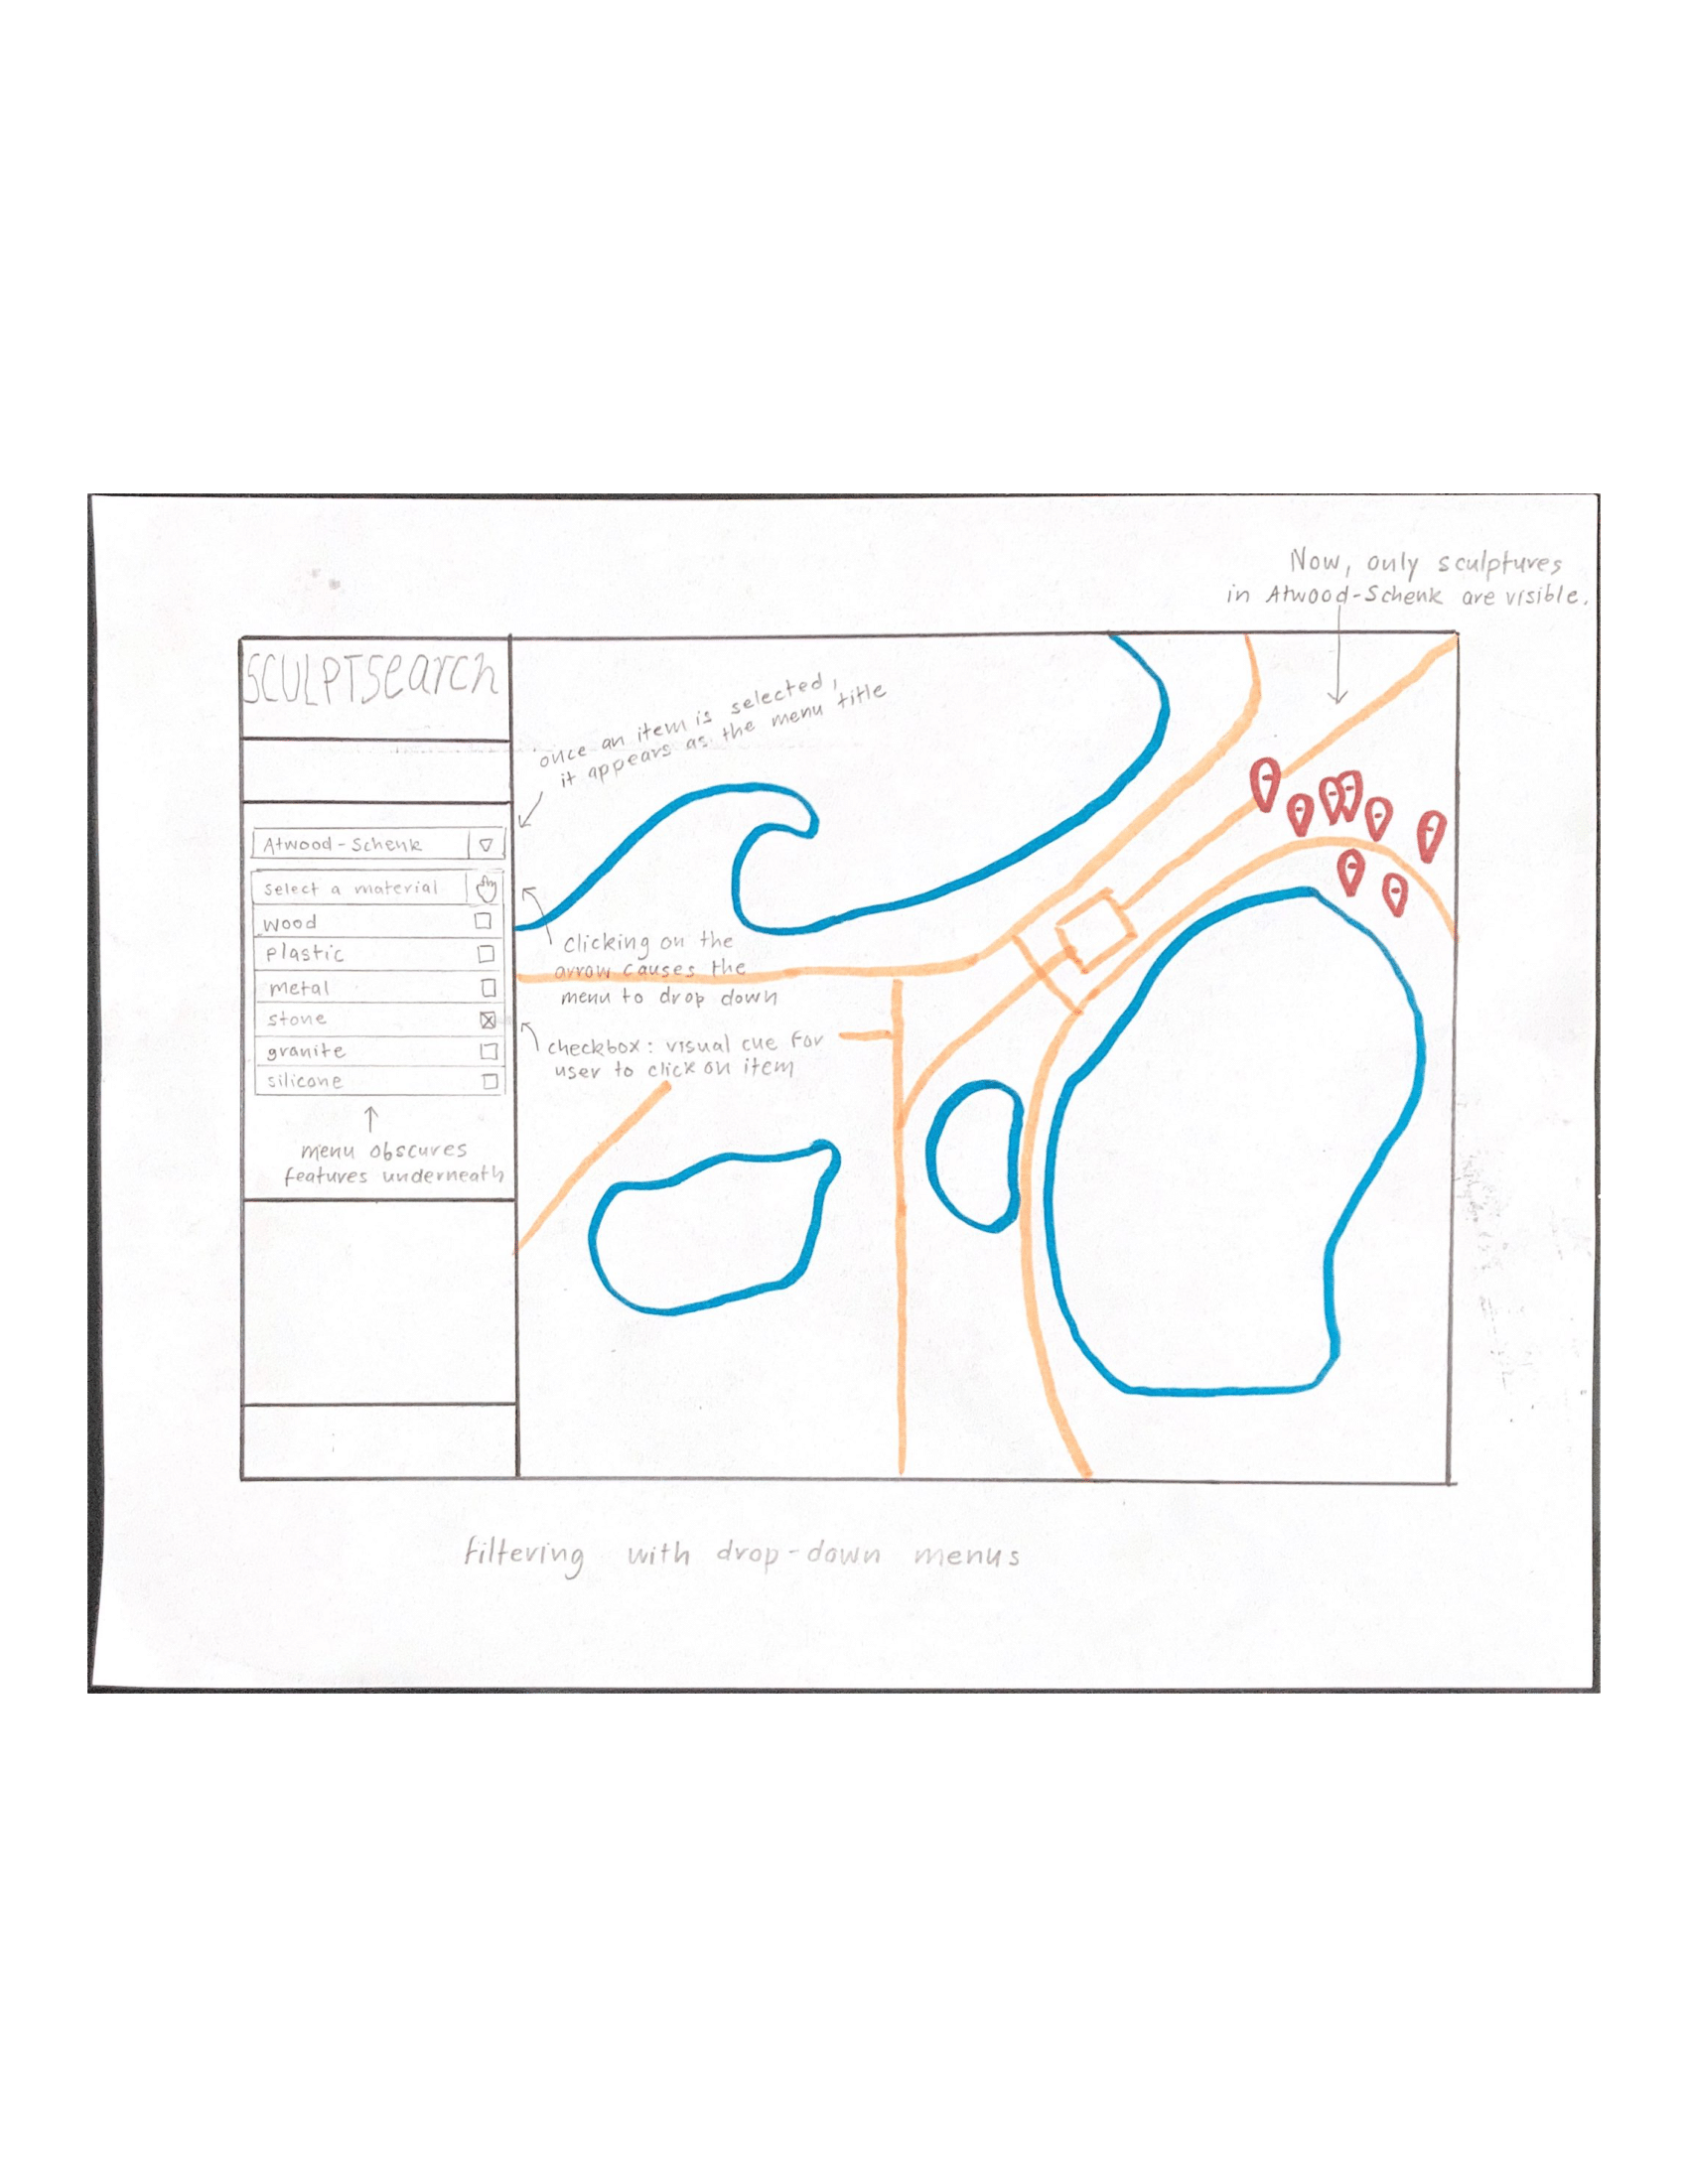 Now, only sculptures
in Atwood-Schenk are visible.
SCULPTSearch
once an item is selected,
it appears as the menu title
Atwood-Schenk
select a material
wood
plastic
metal
stone
granite
silicone
clicking on the
arrow causes the
menu to drop down
checkbox: visual cue for
user to click on item
menu obscures
features underneath
filtering with drop-down menus